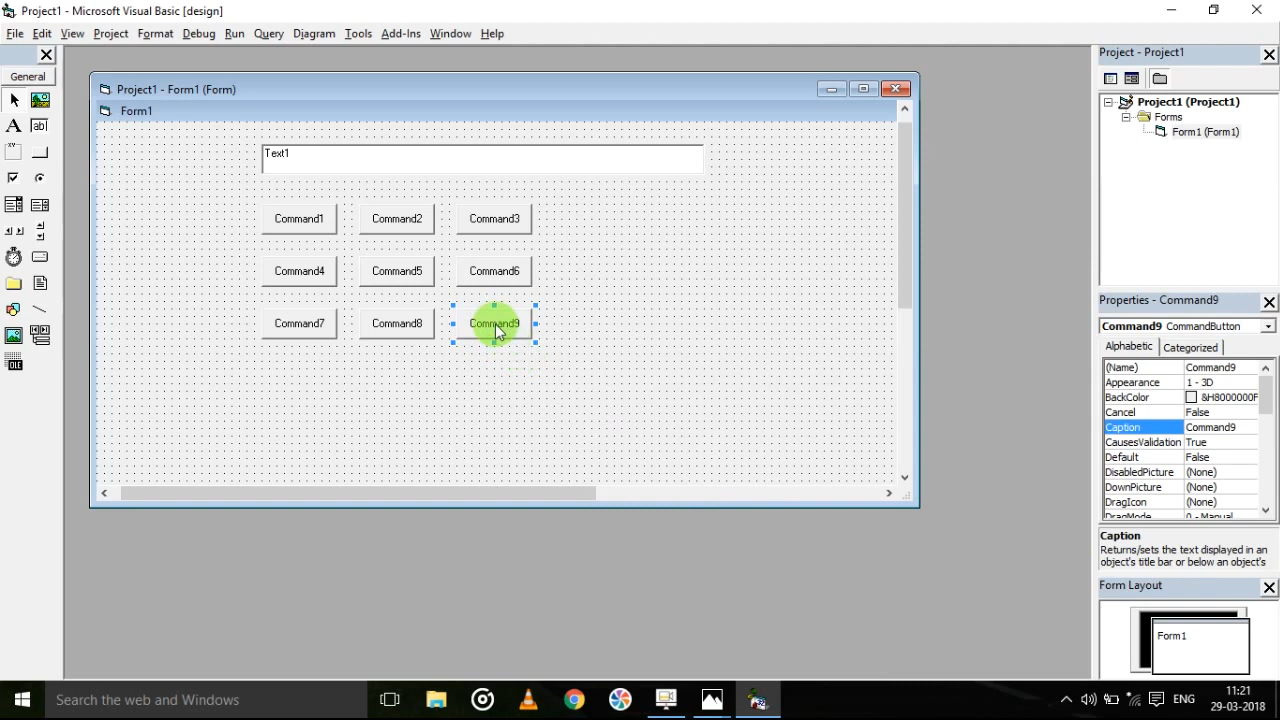 Project1 - Microsoft Visual Basic [design]
File Edit View Project Format Debug Run Query Diagram Tools Add-Ins Window Help
General
Project1 - Form1 (Form)
Form1
Text1
Command1 Command2 Command3
Command4 Command5 Command6
Command7 Command8 Command9
Project - Project1
Project1 (Project1)
Forms
Form1 (Form1)
Properties - Command9
Command9 CommandButton
Alphabetic Categorized
(Name) Command9
Appearance 1 - 3D
BackColor &H8000000F
Cancel False
Caption Command9
CausesValidation True
Default False
DisabledPicture (None)
DownPicture (None)
DragIcon (None)
DragMode 0 - Manual
Caption
Returns/sets the text displayed in an
object's title bar or below an object's
Form Layout
Form1
Search the web and Windows
ENG
11:21
29-03-2018